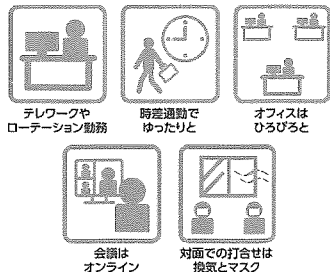 テレワークや
ローテーション勤務
時差通勤で
ゆったりと
オフィスは
ひろびろと
会議は
オンライン
対面での打合せは
換気とマスク